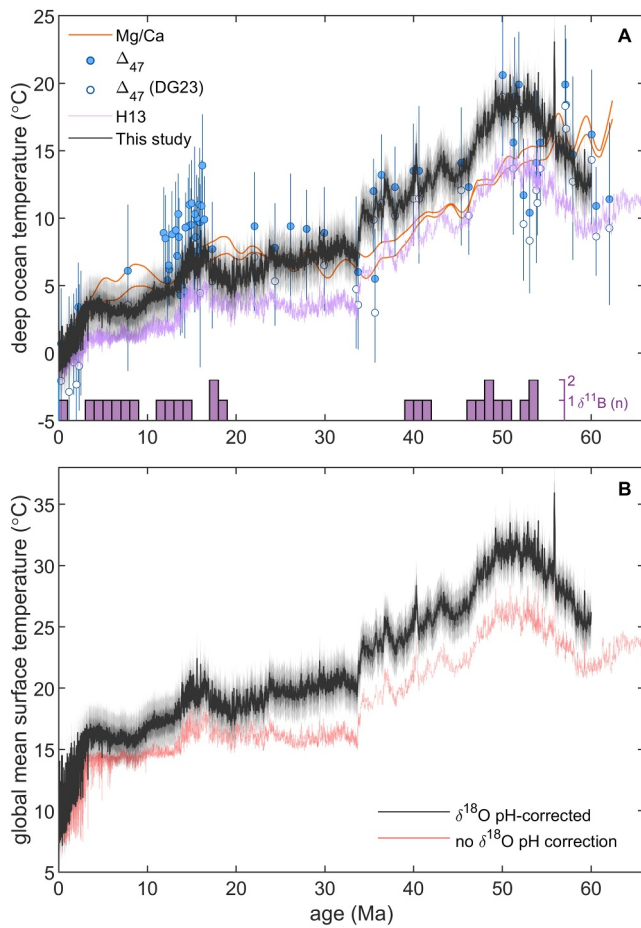 A
Mg/Ca
Δ47
Δ47 (DG23)
H13
This study
deep ocean temperature (°C)
25
20
15
10
5
0
-5
2
1 δ11B (n)
0 10 20 30 40 50 60
B
global mean surface temperature (°C)
35
30
25
20
15
10
5
δ18O pH-corrected
no δ18O pH correction
0 10 20 30 40 50 60
age (Ma)